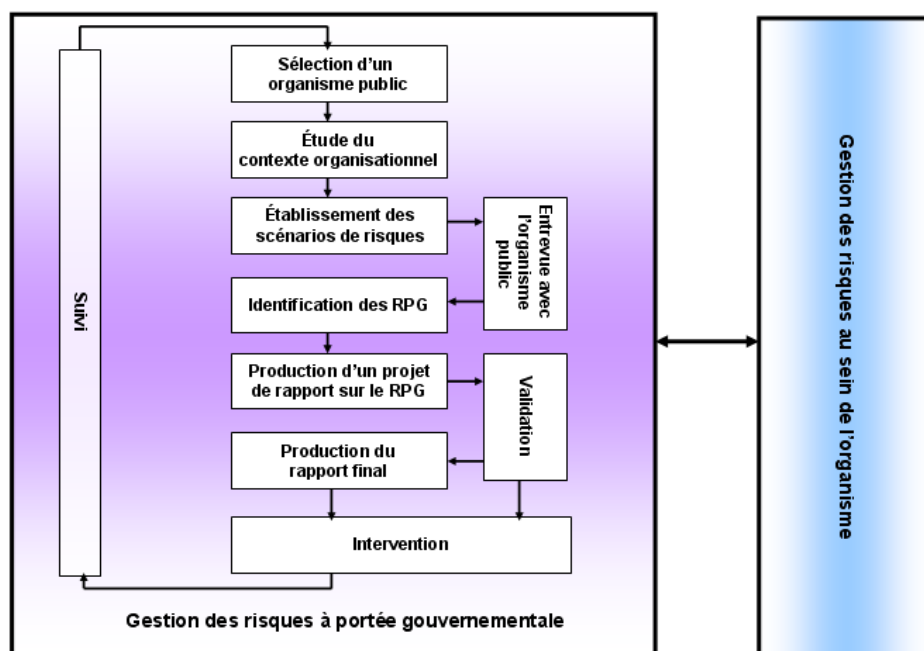 Sélection d'un
organisme public
Étude du
contexte organisationnel
Établissement des
scénarios de risques
Entrevue avec
l'organisme
public
Identification des RPG
Production d'un projet
de rapport sur le RPG
Validation
Production du
rapport final
Intervention
Suivi
Gestion des risques à portée gouvernementale
Gestion des risques au sein de l'organisme